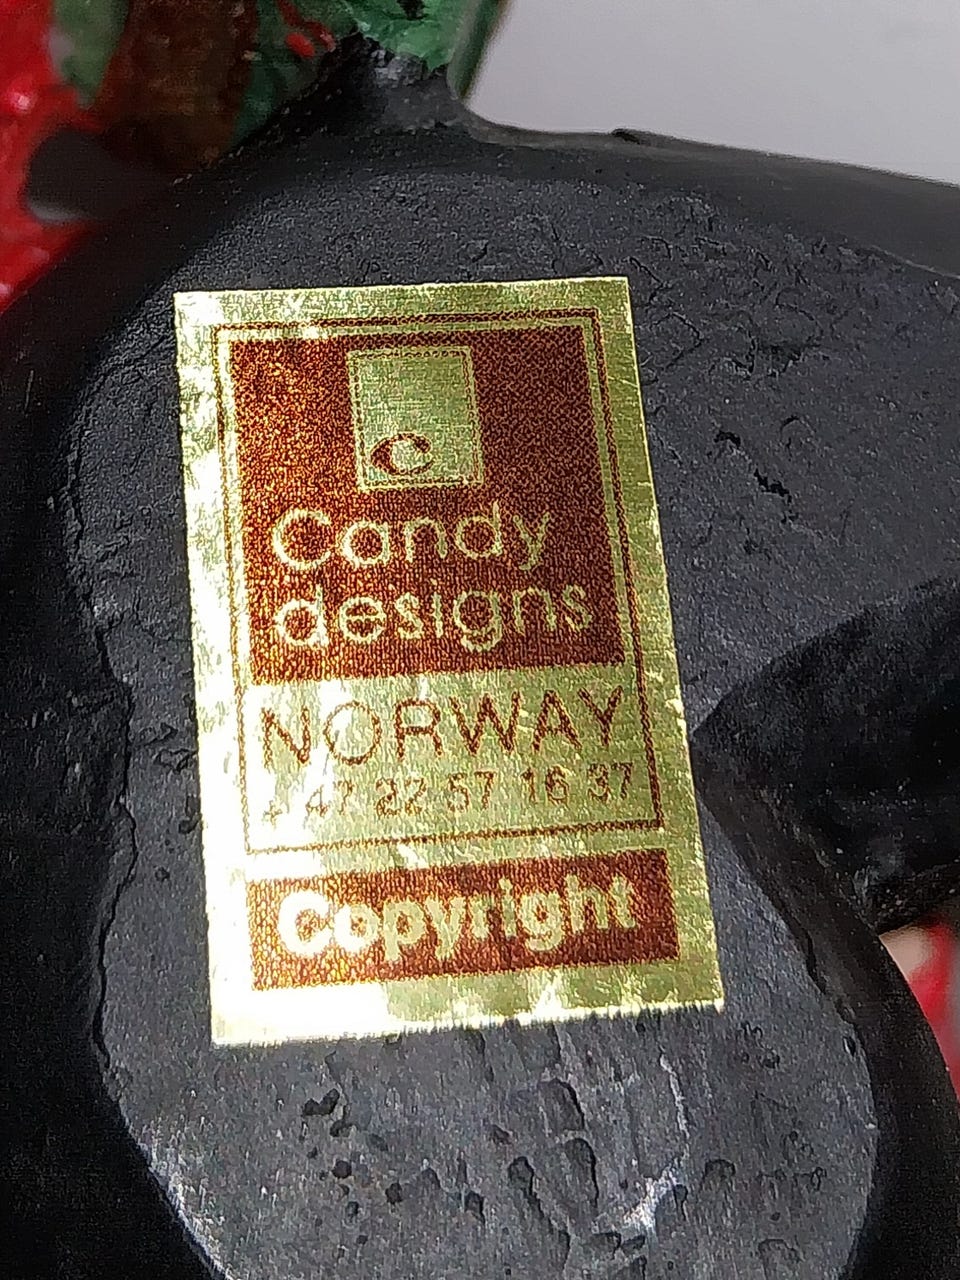 C
Candy
designs
NORWAY
+ 47 22 57 16 37
Copyright